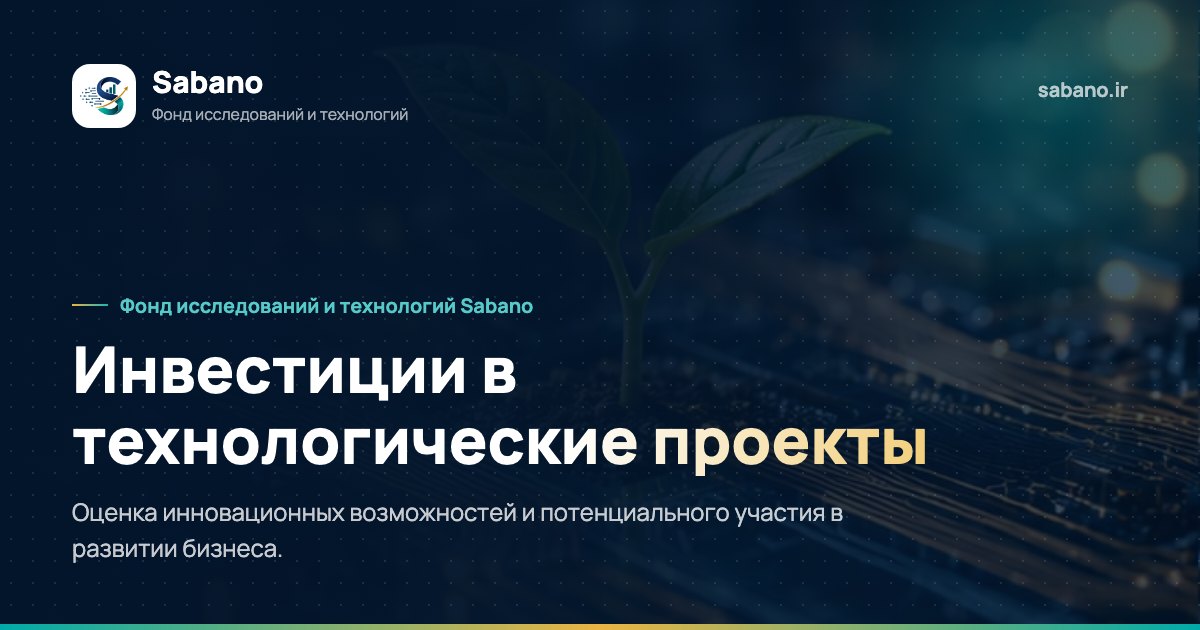 Sabano
Фонд исследований и технологий
sabano.ir
Фонд исследований и технологий Sabano
Инвестиции в
технологические проекты
Оценка инновационных возможностей и потенциального участия в
развитии бизнеса.